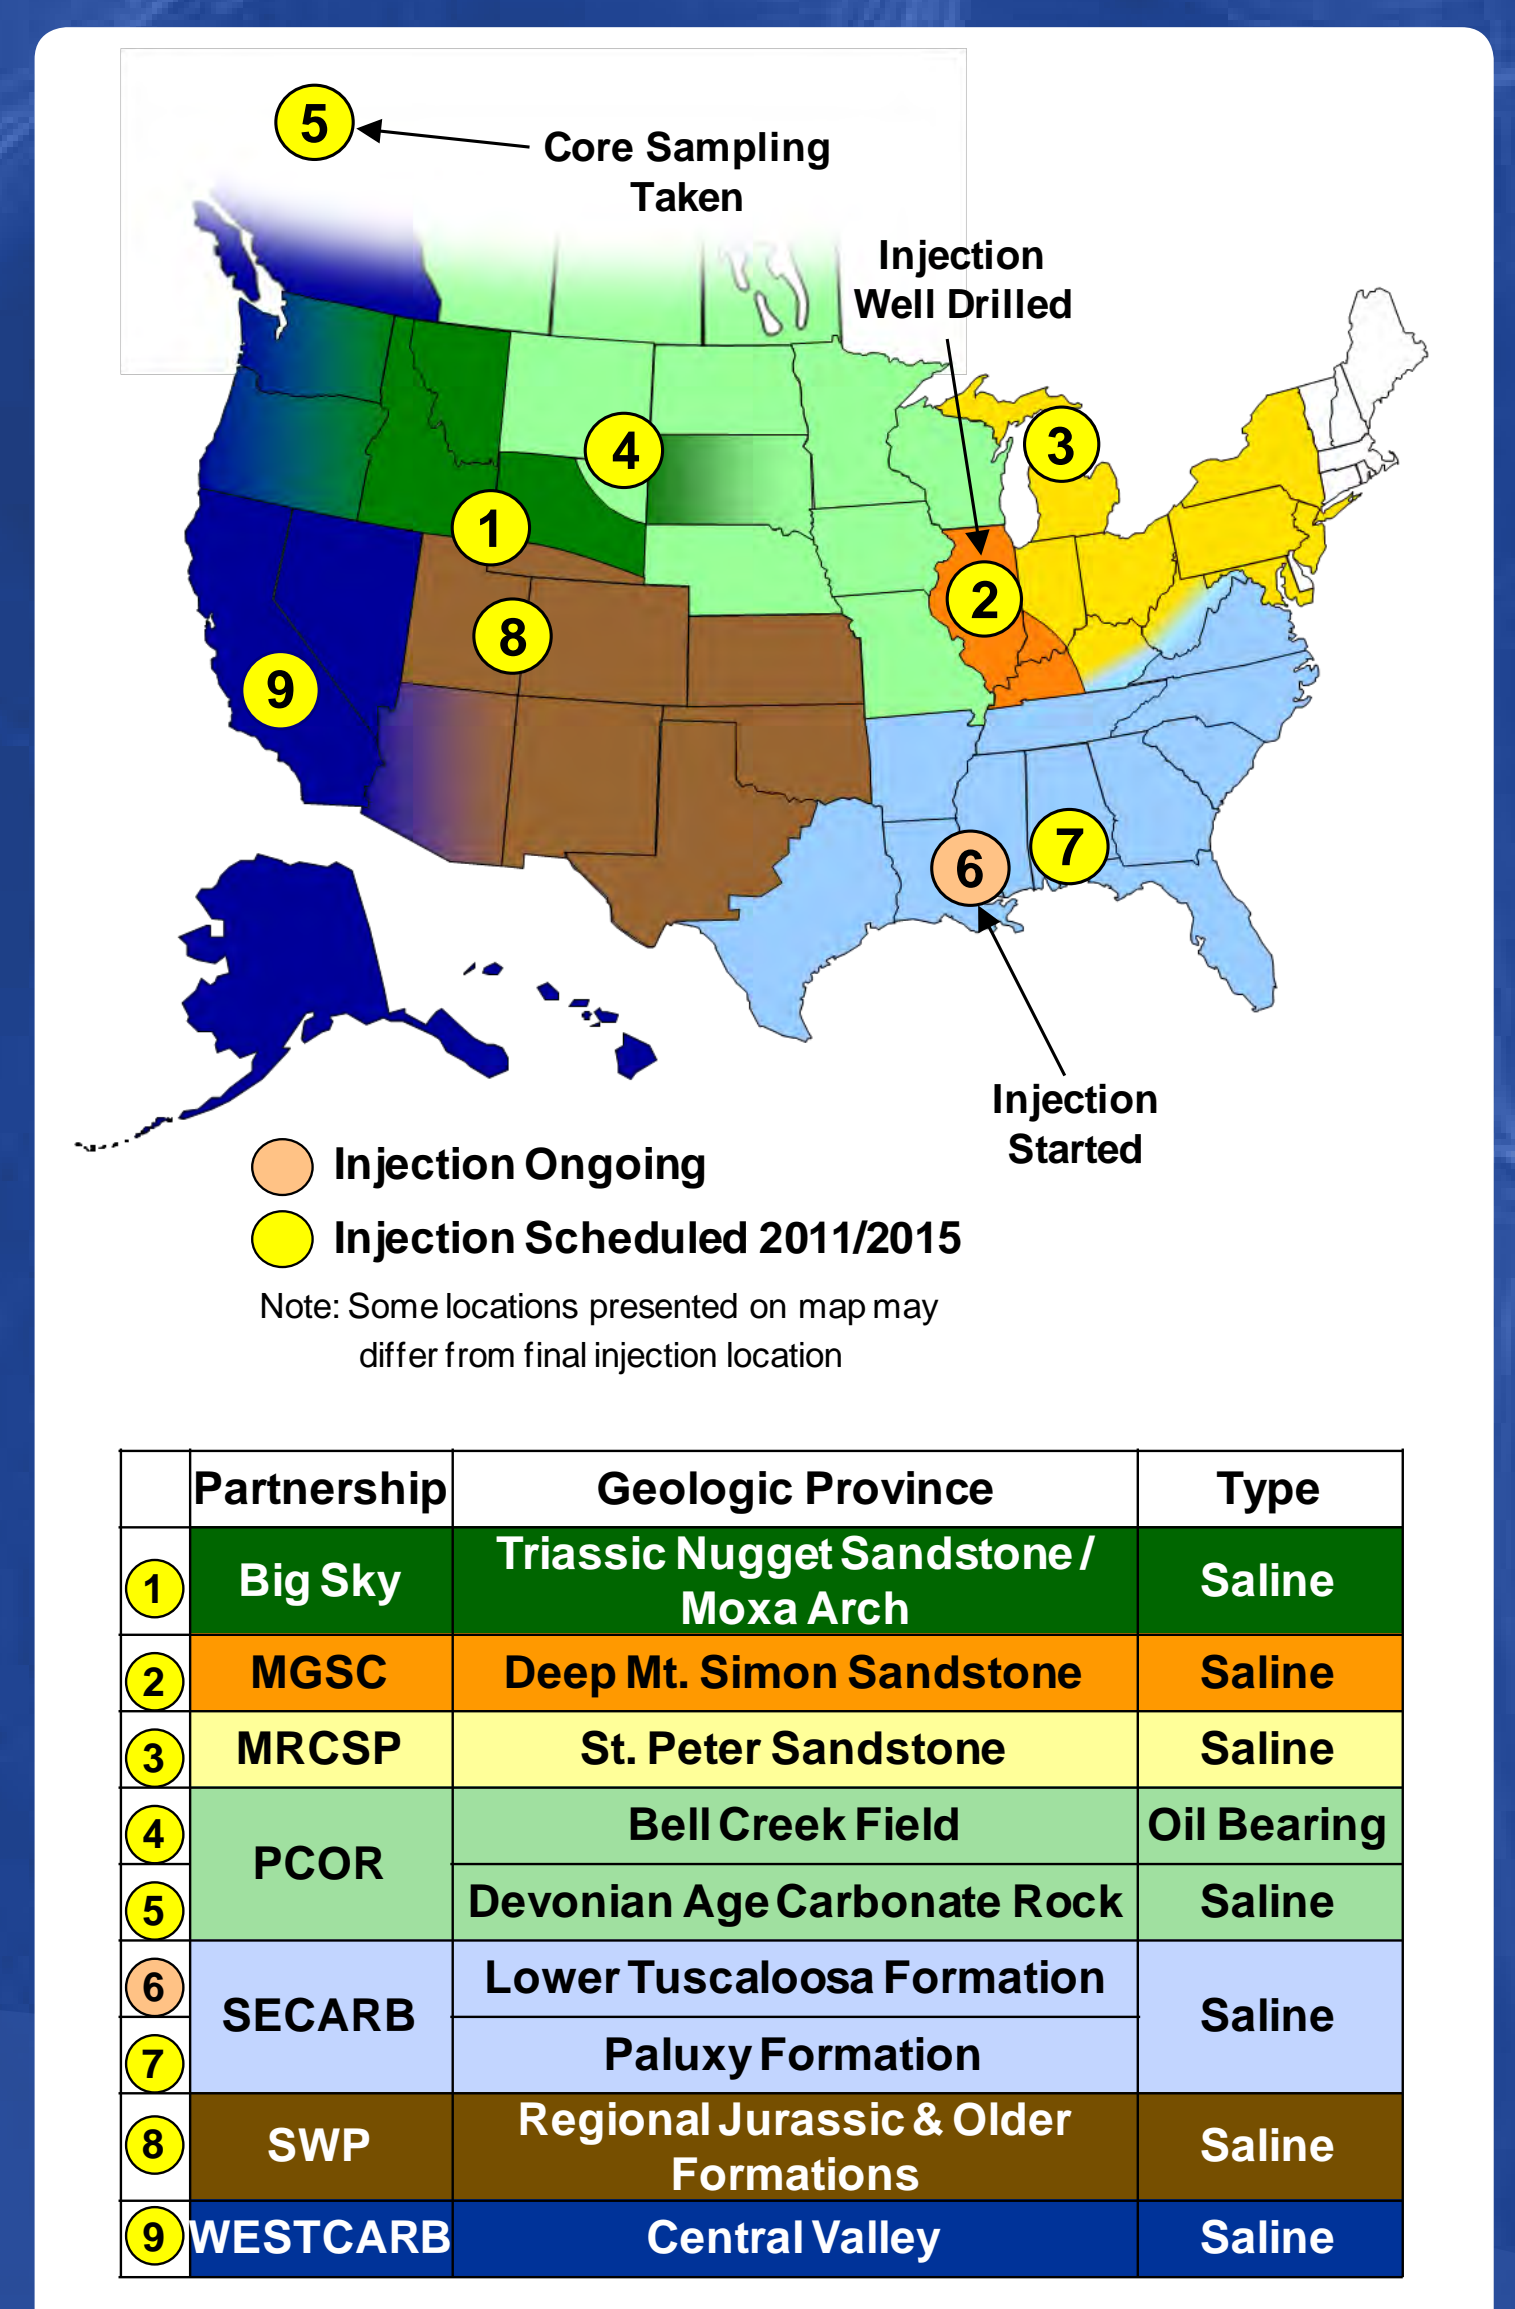 5
Core Sampling
Taken
Injection
Well Drilled
3
4
1
2
8
9
7
6
Injection
Started
Injection Ongoing
Injection Scheduled 2011/2015
Note: Some locations presented on map may
differ from final injection location
Partnership Geologic Province Type
1 Big Sky Triassic Nugget Sandstone / Saline
Moxa Arch
2 MGSC Deep Mt. Simon Sandstone Saline
3 MRCSP St. Peter Sandstone Saline
4 PCOR Bell Creek Field Oil Bearing
5 Devonian Age Carbonate Rock Saline
6 SECARB Lower Tuscaloosa Formation Saline
7 Paluxy Formation
8 SWP Regional Jurassic & Older Saline
Formations
9 WESTCARB Central Valley Saline